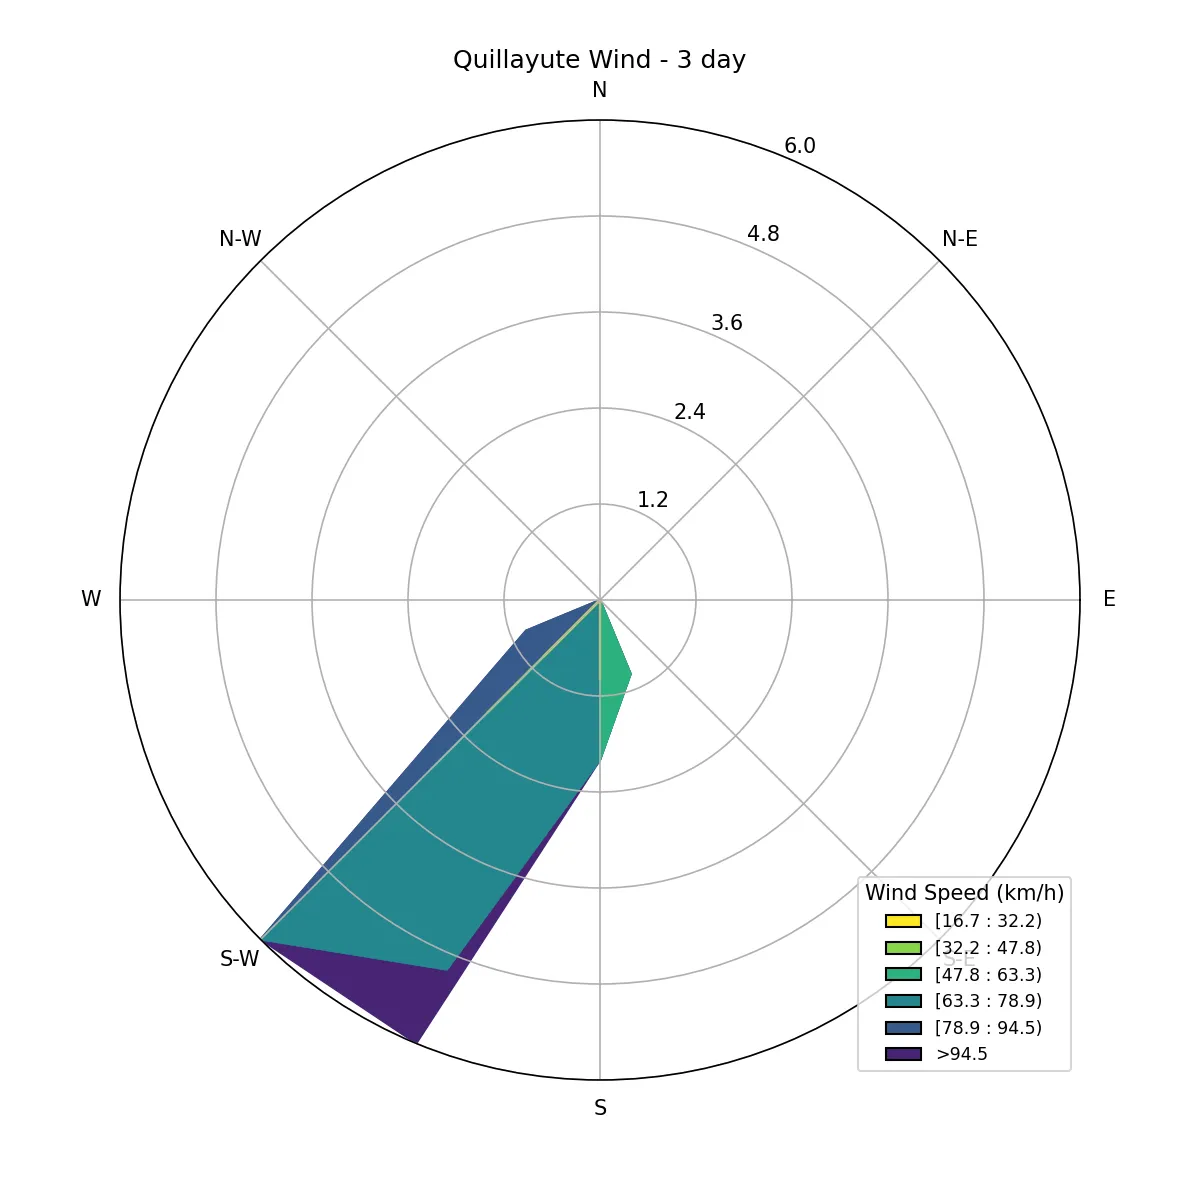 Quillayute Wind - 3 day
N
6.0
N-W
N-E
4.8
3.6
2.4
1.2
W
E
Wind Speed (km/h)
[16.7 : 32.2)
[32.2 : 47.8)
S-W
S-E
[47.8 : 63.3)
[63.3 : 78.9)
[78.9 : 94.5)
>94.5
S